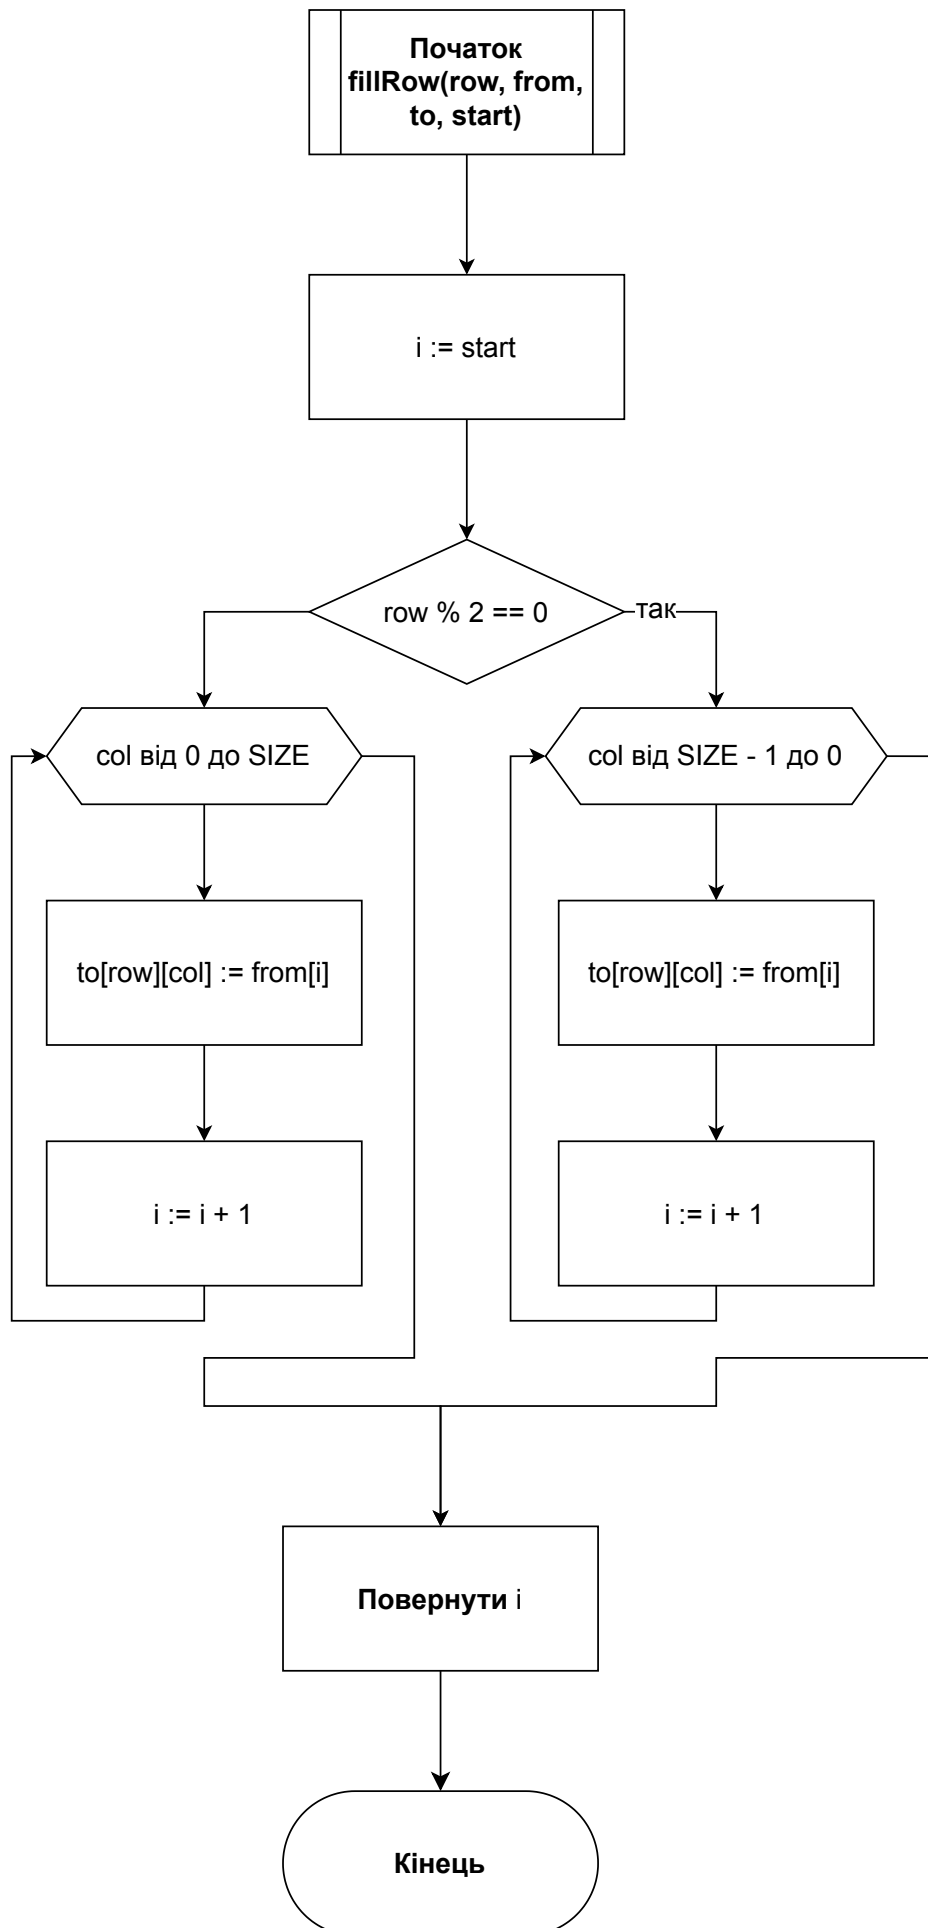 Початок
fillRow(row, from,
to, start)
i := start
row % 2 == 0
так
col від 0 до SIZE
col від SIZE - 1 до 0
to[row][col] := from[i]
to[row][col] := from[i]
i := i + 1
i := i + 1
Повернути i
Кінець